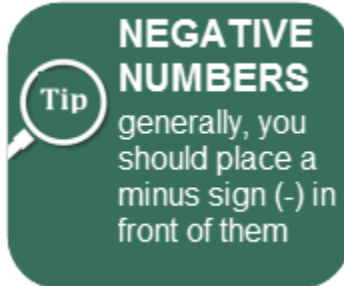 NEGATIVE
NUMBERS
Tip
generally, you
should place a
minus sign (-) in
front of them